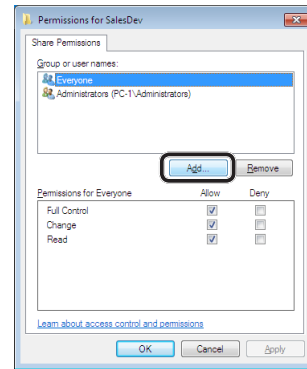 Permissions for SalesDev
Share Permissions
Group or user names:
Everyone
Administrators (PC-1\Administrators)
Add...
Remove
Permissions for Everyone Allow Deny
Full Control
Change
Read
Learn about access control and permissions
OK Cancel Apply